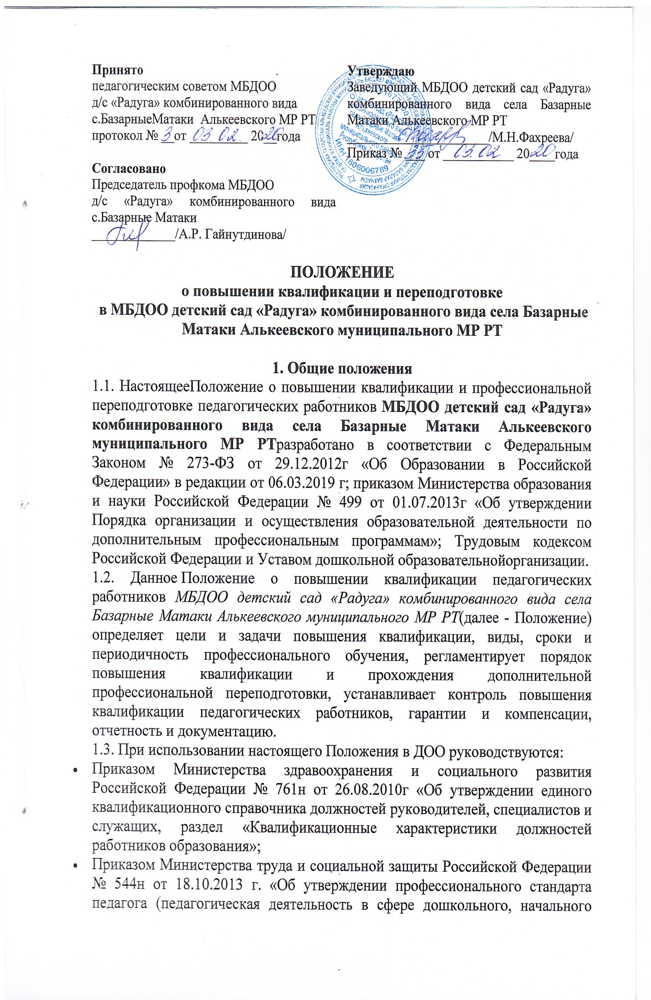 Принято
педагогическим советом МБДОО
д/с «Радуга» комбинированного вида
с.БазарныеМатаки Алькеевского МР РТ
протокол № 3 от 03.02 2020 года
Согласовано
Председатель профкома МБДОО
д/с «Радуга» комбинированного вида
с.Базарные Матаки
/А.Р. Гайнутдинова/
Утверждаю
Заведующий МБДОО детский сад «Радуга»
комбинированного вида села Базарные
Матаки Алькеевского МР РТ
/М.Н.Фахреева/
Приказ № от 03.02 2020 года
ИНН 1606006789
ПОЛОЖЕНИЕ
о повышении квалификации и переподготовке
в МБДОО детский сад «Радуга» комбинированного вида села Базарные
Матаки Алькеевского муниципального МР РТ
1. Общие положения
1.1. НастоящееПоложение о повышении квалификации и профессиональной
переподготовке педагогических работников МБДОО детский сад «Радуга»
комбинированного вида села Базарные Матаки Алькеевского
муниципального МР РТразработано в соответствии с Федеральным
Законом № 273-ФЗ от 29.12.2012г «Об Образовании в Российской
Федерации» в редакции от 06.03.2019 г; приказом Министерства образования
и науки Российской Федерации № 499 от 01.07.2013г «Об утверждении
Порядка организации и осуществления образовательной деятельности по
дополнительным профессиональным программам»; Трудовым кодексом
Российской Федерации и Уставом дошкольной образовательнойорганизации.
1.2. Данное Положение о повышении квалификации педагогических
работников МБДОО детский сад «Радуга» комбинированного вида села
Базарные Матаки Алькеевского муниципального МР РТ(далее - Положение)
определяет цели и задачи повышения квалификации, виды, сроки и
периодичность профессионального обучения, регламентирует порядок
повышения квалификации и прохождения дополнительной
профессиональной переподготовки, устанавливает контроль повышения
квалификации педагогических работников, гарантии и компенсации,
отчетность и документацию.
1.3. При использовании настоящего Положения в ДОО руководствуются:
• Приказом Министерства здравоохранения и социального развития
Российской Федерации № 761н от 26.08.2010г «Об утверждении единого
квалификационного справочника должностей руководителей, специалистов и
служащих, раздел «Квалификационные характеристики должностей
работников образования»;
• Приказом Министерства труда и социальной защиты Российской Федерации
№ 544н от 18.10.2013 г. «Об утверждении профессионального стандарта
педагога (педагогическая деятельность в сфере дошкольного, начального